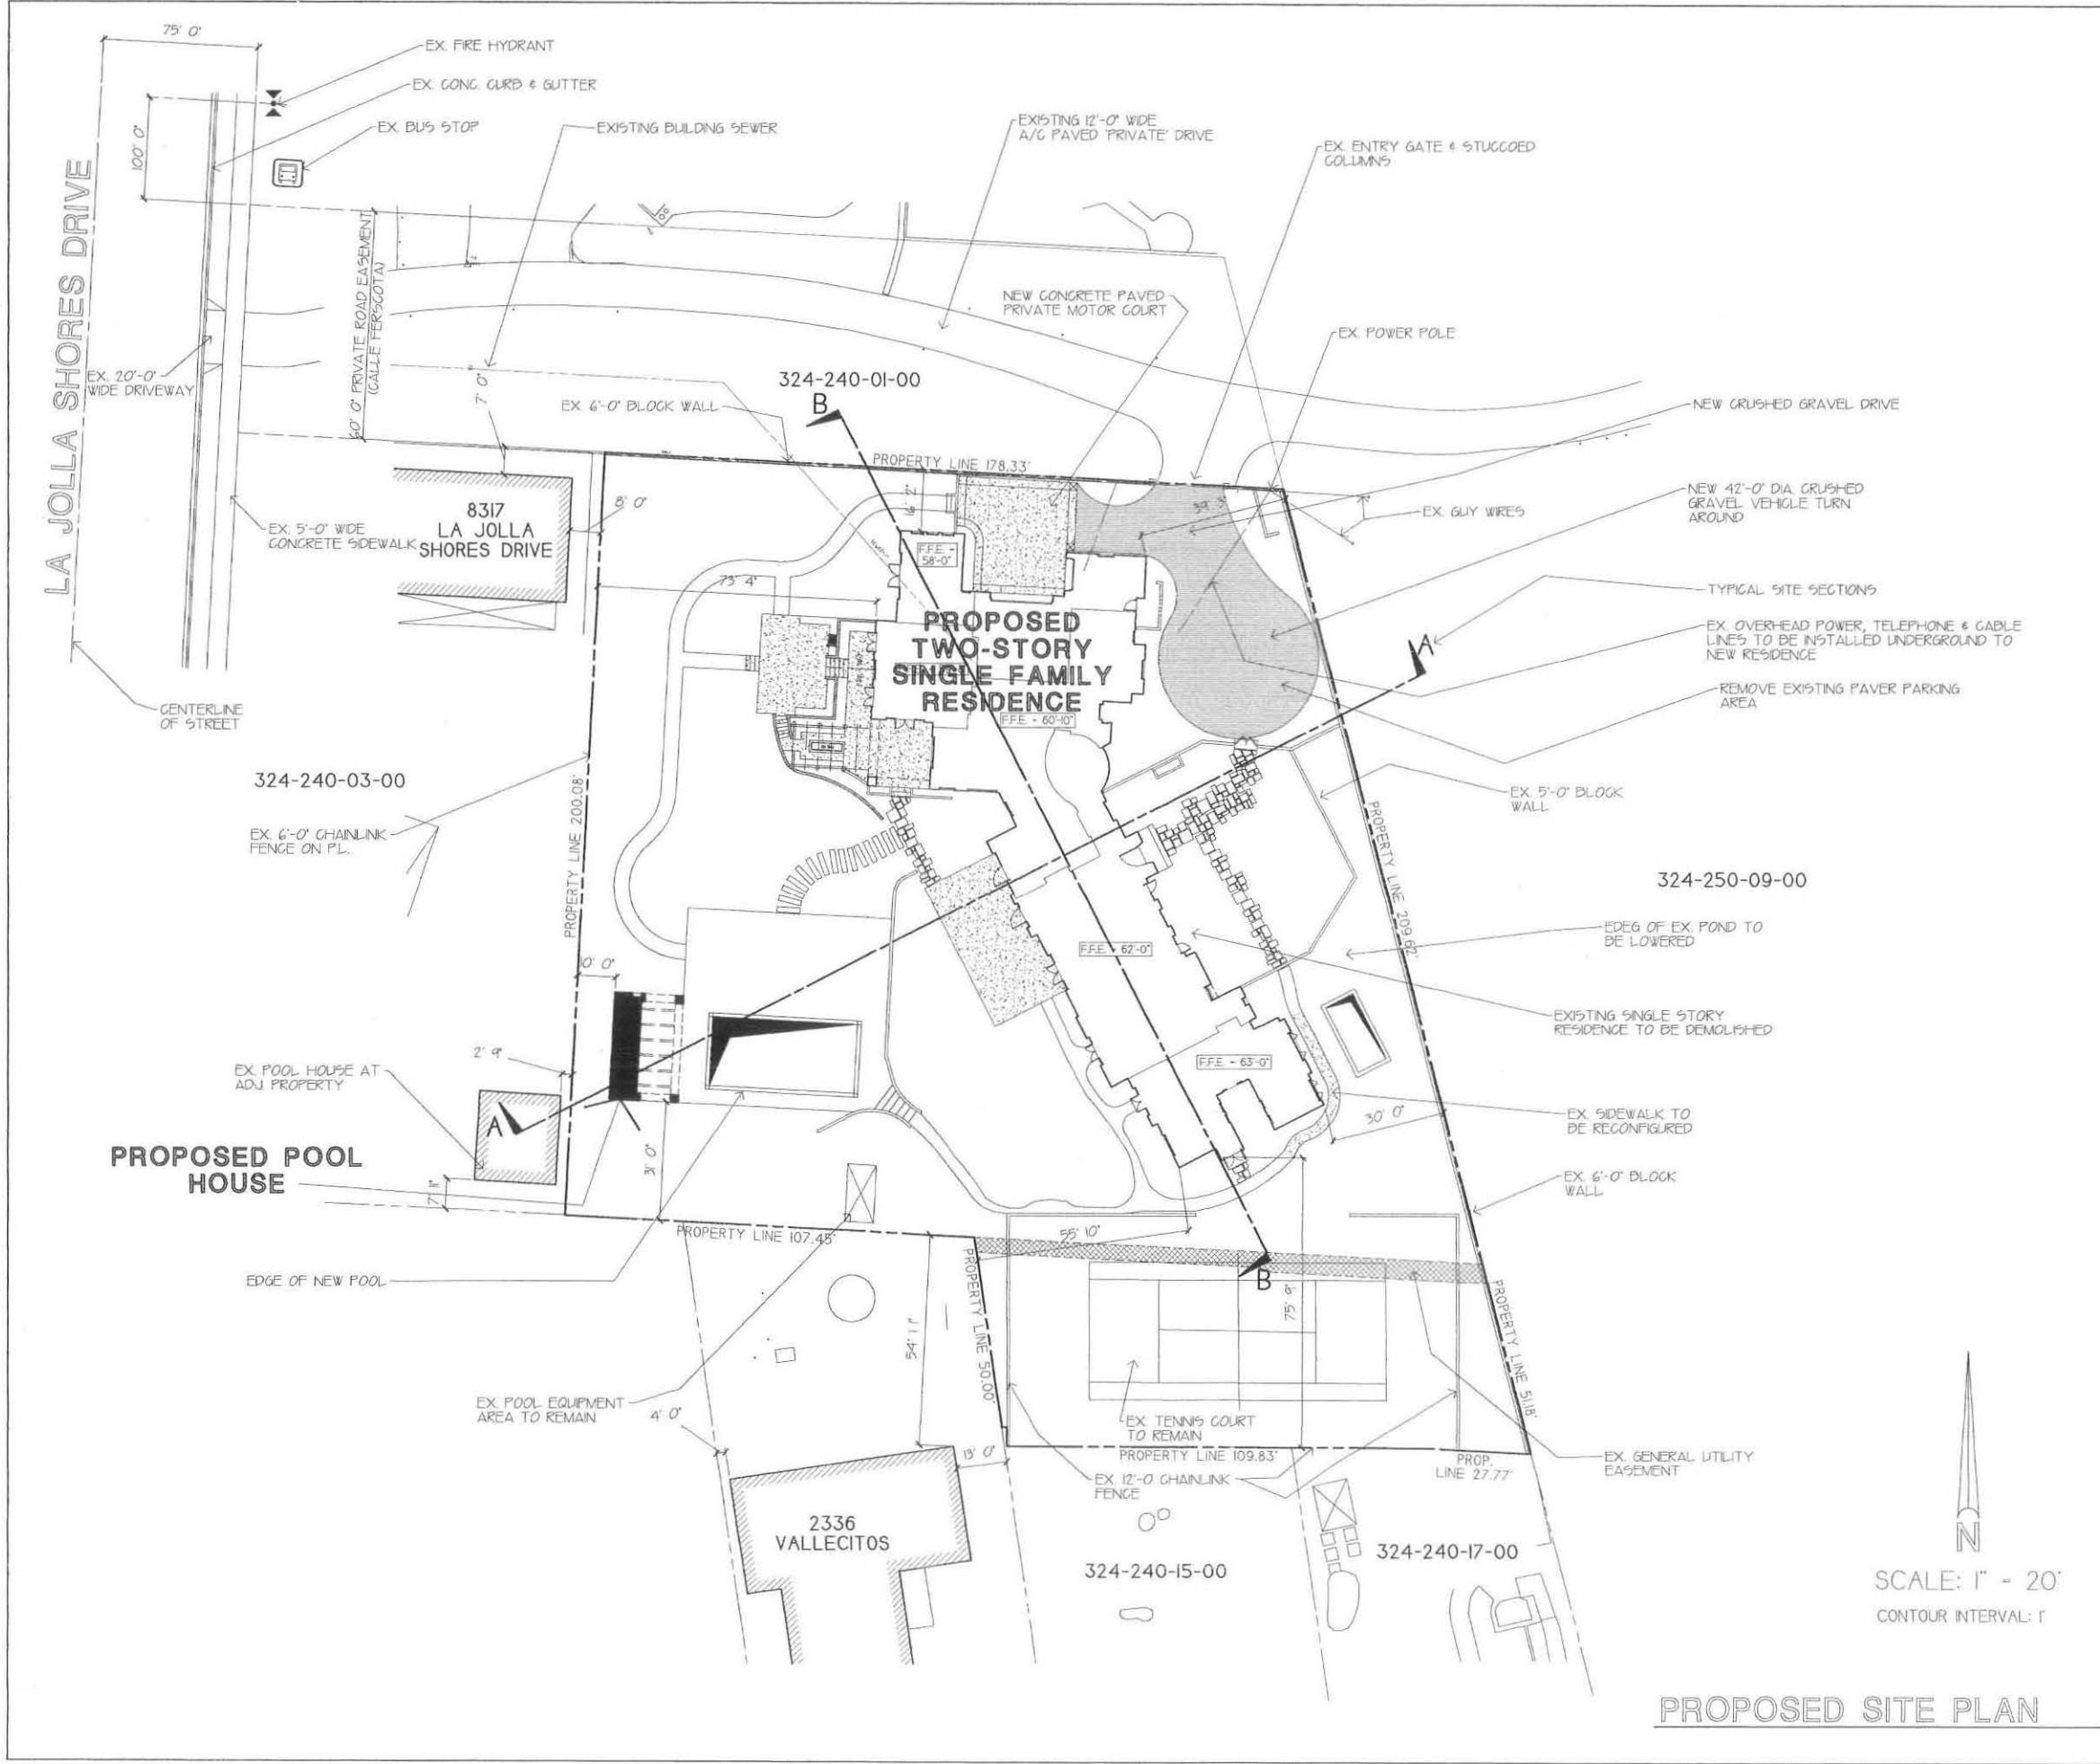 75' 0"
EX. FIRE HYDRANT
EX. CONC. CURB & GUTTER
EX. BUS STOP
100' 0"
EXISTING BUILDING SEWER
EXISTING 12'-0" WIDE
A/C PAVED 'PRIVATE' DRIVE
EX. ENTRY GATE & STUCCOED
COLUMNS
LA JOLLA SHORES DRIVE
60' 0" PRIVATE ROAD EASEMENT
(CALLE FERSCOTA)
NEW CONCRETE PAVED
PRIVATE MOTOR COURT
EX. POWER POLE
EX. 20'-0"
WIDE DRIVEWAY
7' 0"
324-240-01-00
B
EX. 6'-0" BLOCK WALL
NEW CRUSHED GRAVEL DRIVE
PROPERTY LINE 178.33'
8317
LA JOLLA
SHORES DRIVE
8' 0"
EX. 5'-0" WIDE
CONCRETE SIDEWALK
EX. GUY WIRES
NEW 42'-0" DIA. CRUSHED
GRAVEL VEHICLE TURN
AROUND
F.F.E. -
58'-0"
73' 4"
TYPICAL SITE SECTIONS
PROPOSED
TWO-STORY
SINGLE FAMILY
RESIDENCE
F.F.E. - 60'-10"
A
EX. OVERHEAD POWER, TELEPHONE & CABLE
LINES TO BE INSTALLED UNDERGROUND TO
NEW RESIDENCE
REMOVE EXISTING PAVER PARKING
AREA
CENTERLINE
OF STREET
324-240-03-00
EX. 6'-0" CHAINLINK
FENCE ON P.L.
PROPERTY LINE 200.08'
EX. 5'-0" BLOCK
WALL
PROPERTY LINE 209.62'
324-250-09-00
EDEG OF EX. POND TO
BE LOWERED
F.F.E. - 62'-0"
10' 0"
EXISTING SINGLE STORY
RESIDENCE TO BE DEMOLISHED
2' 9"
EX. POOL HOUSE AT
ADJ. PROPERTY
F.F.E. - 63'-0"
A
30' 0"
EX. SIDEWALK TO
BE RECONFIGURED
PROPOSED POOL
HOUSE
31' 0"
7' 11"
EX. 6'-0" BLOCK
WALL
PROPERTY LINE 107.45'
55' 10"
EDGE OF NEW POOL
B
PROPERTY LINE 50.00'
75' 9"
PROPERTY LINE 51.18'
54' 11"
EX. POOL EQUIPMENT
AREA TO REMAIN
4' 0"
EX. TENNIS COURT
TO REMAIN
13' 0"
PROPERTY LINE 109.83'
PROP.
LINE 27.77'
EX. 12'-0 CHAINLINK
FENCE
EX. GENERAL UTILITY
EASEMENT
2336
VALLECITOS
324-240-15-00
324-240-17-00
N
SCALE: 1" - 20'
CONTOUR INTERVAL: 1'
PROPOSED SITE PLAN